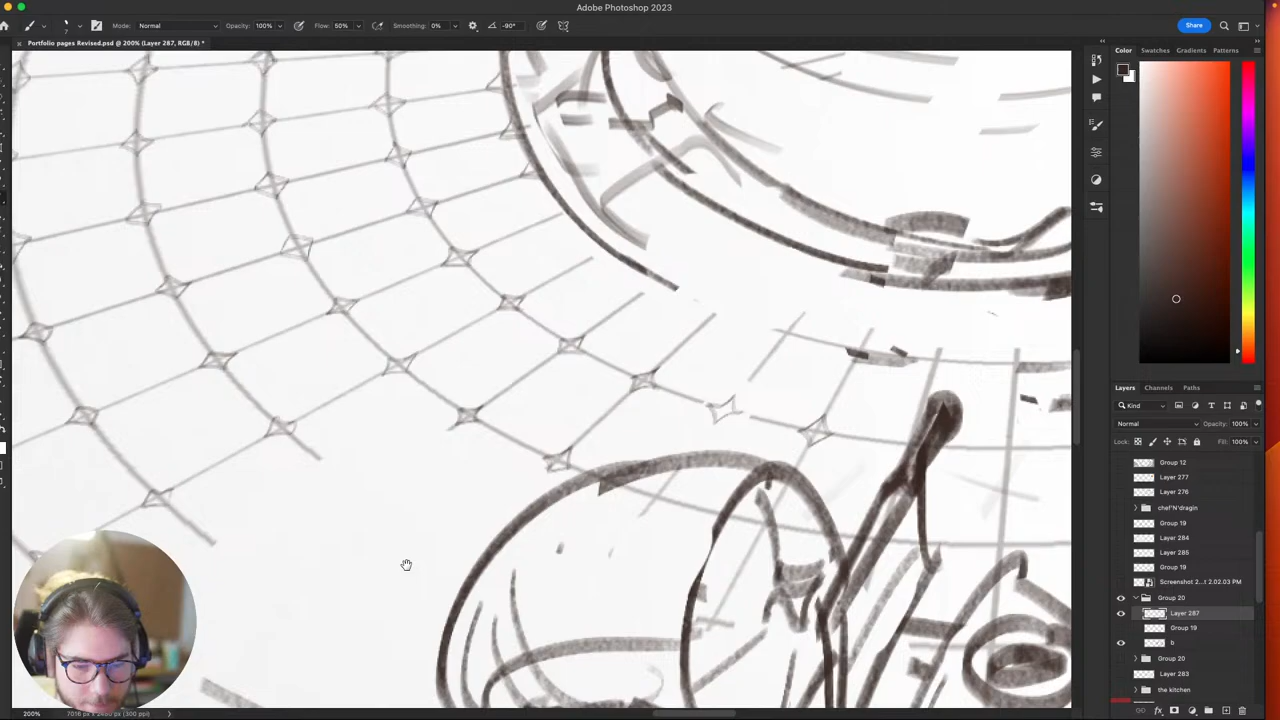 Adobe Photoshop 2023
7
Mode: Normal
Opacity: 100%
Flow: 50%
Smoothing: 0%
-90°
Share
Portfolio pages Revised.psd @ 200% (Layer 287, RGB/8) *
Color Swatches Gradients Patterns
Layers Channels Paths
Kind
Normal
Opacity: 100%
Lock:
Fill: 100%
Group 12
Layer 277
Layer 276
chef'N'dragin
Group 19
Layer 284
Layer 285
Group 19
Screenshot 2...t 2.02.03 PM
Group 20
Layer 287
Group 19
b
Group 20
Layer 283
the kitchen
fx
200%